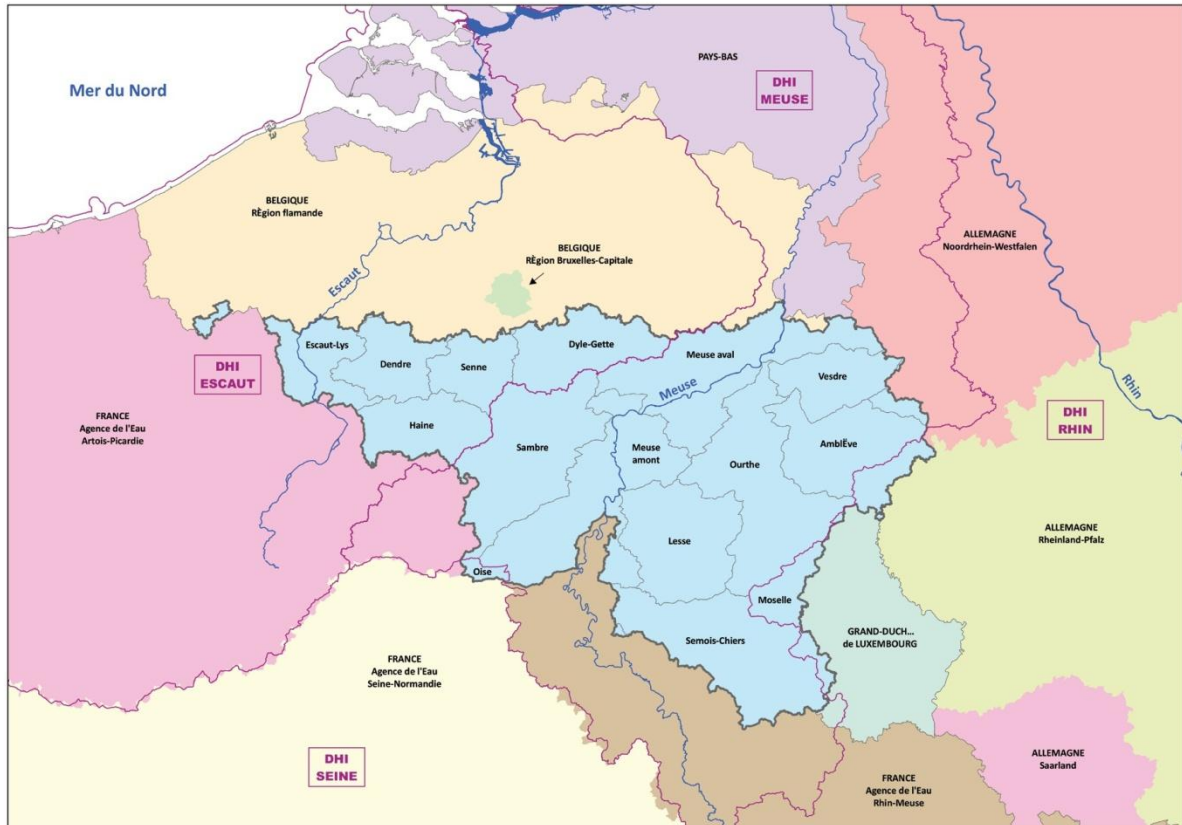 PAYS-BAS
DHI
MEUSE
Mer du Nord
BELGIQUE
RËgion flamande
ALLEMAGNE
Noordrhein-Westfalen
BELGIQUE
RËgion Bruxelles-Capitale
Escaut
Rhin
Escaut-Lys
Dendre
Senne
Dyle-Gette
Meuse aval
Vesdre
DHI
ESCAUT
Meuse
FRANCE
Agence de l'Eau
Artois-Picardie
Haine
Sambre
Meuse
amont
Ourthe
AmblËve
DHI
RHIN
ALLEMAGNE
Rheinland-Pfalz
Lesse
Oise
Moselle
Semois-Chiers
GRAND-DUCH...
de LUXEMBOURG
FRANCE
Agence de l'Eau
Seine-Normandie
DHI
SEINE
ALLEMAGNE
Saarland
FRANCE
Agence de l'Eau
Rhin-Meuse